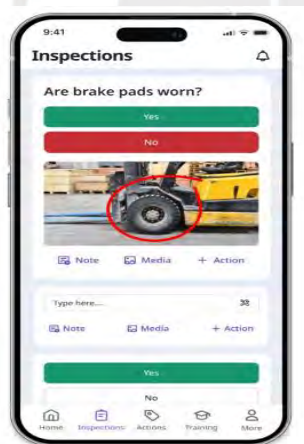 9:41
Inspections
Are brake pads worn?
Yes
No
Note Media + Action
Type here...
Note Media + Action
Yes
No
Home Inspections Actions Training More